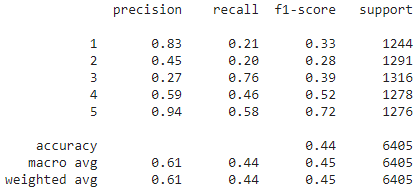 precision recall f1-score support
1 0.83 0.21 0.33 1244
2 0.45 0.20 0.28 1291
3 0.27 0.76 0.39 1316
4 0.59 0.46 0.52 1278
5 0.94 0.58 0.72 1276
accuracy 0.44 6405
macro avg 0.61 0.44 0.45 6405
weighted avg 0.61 0.44 0.45 6405